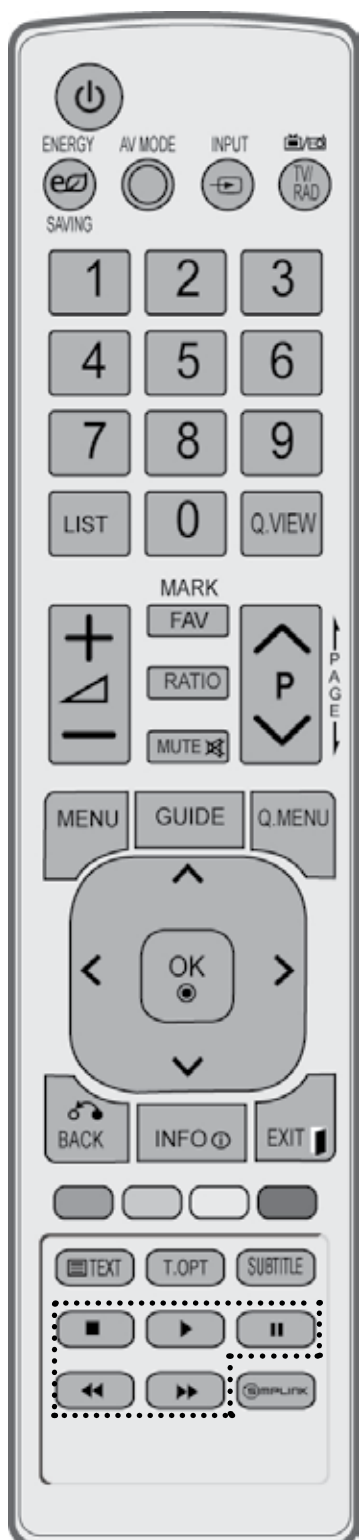 ENERGY AV MODE INPUT
TV/
RAD
SAVING
1 2 3
4 5 6
7 8 9
LIST 0 Q.VIEW
MARK
FAV
RATIO
P
PAGE
MUTE
MENU GUIDE Q.MENU
OK
BACK INFO EXIT
TEXT T.OPT SUBTITLE
SIMPLINK